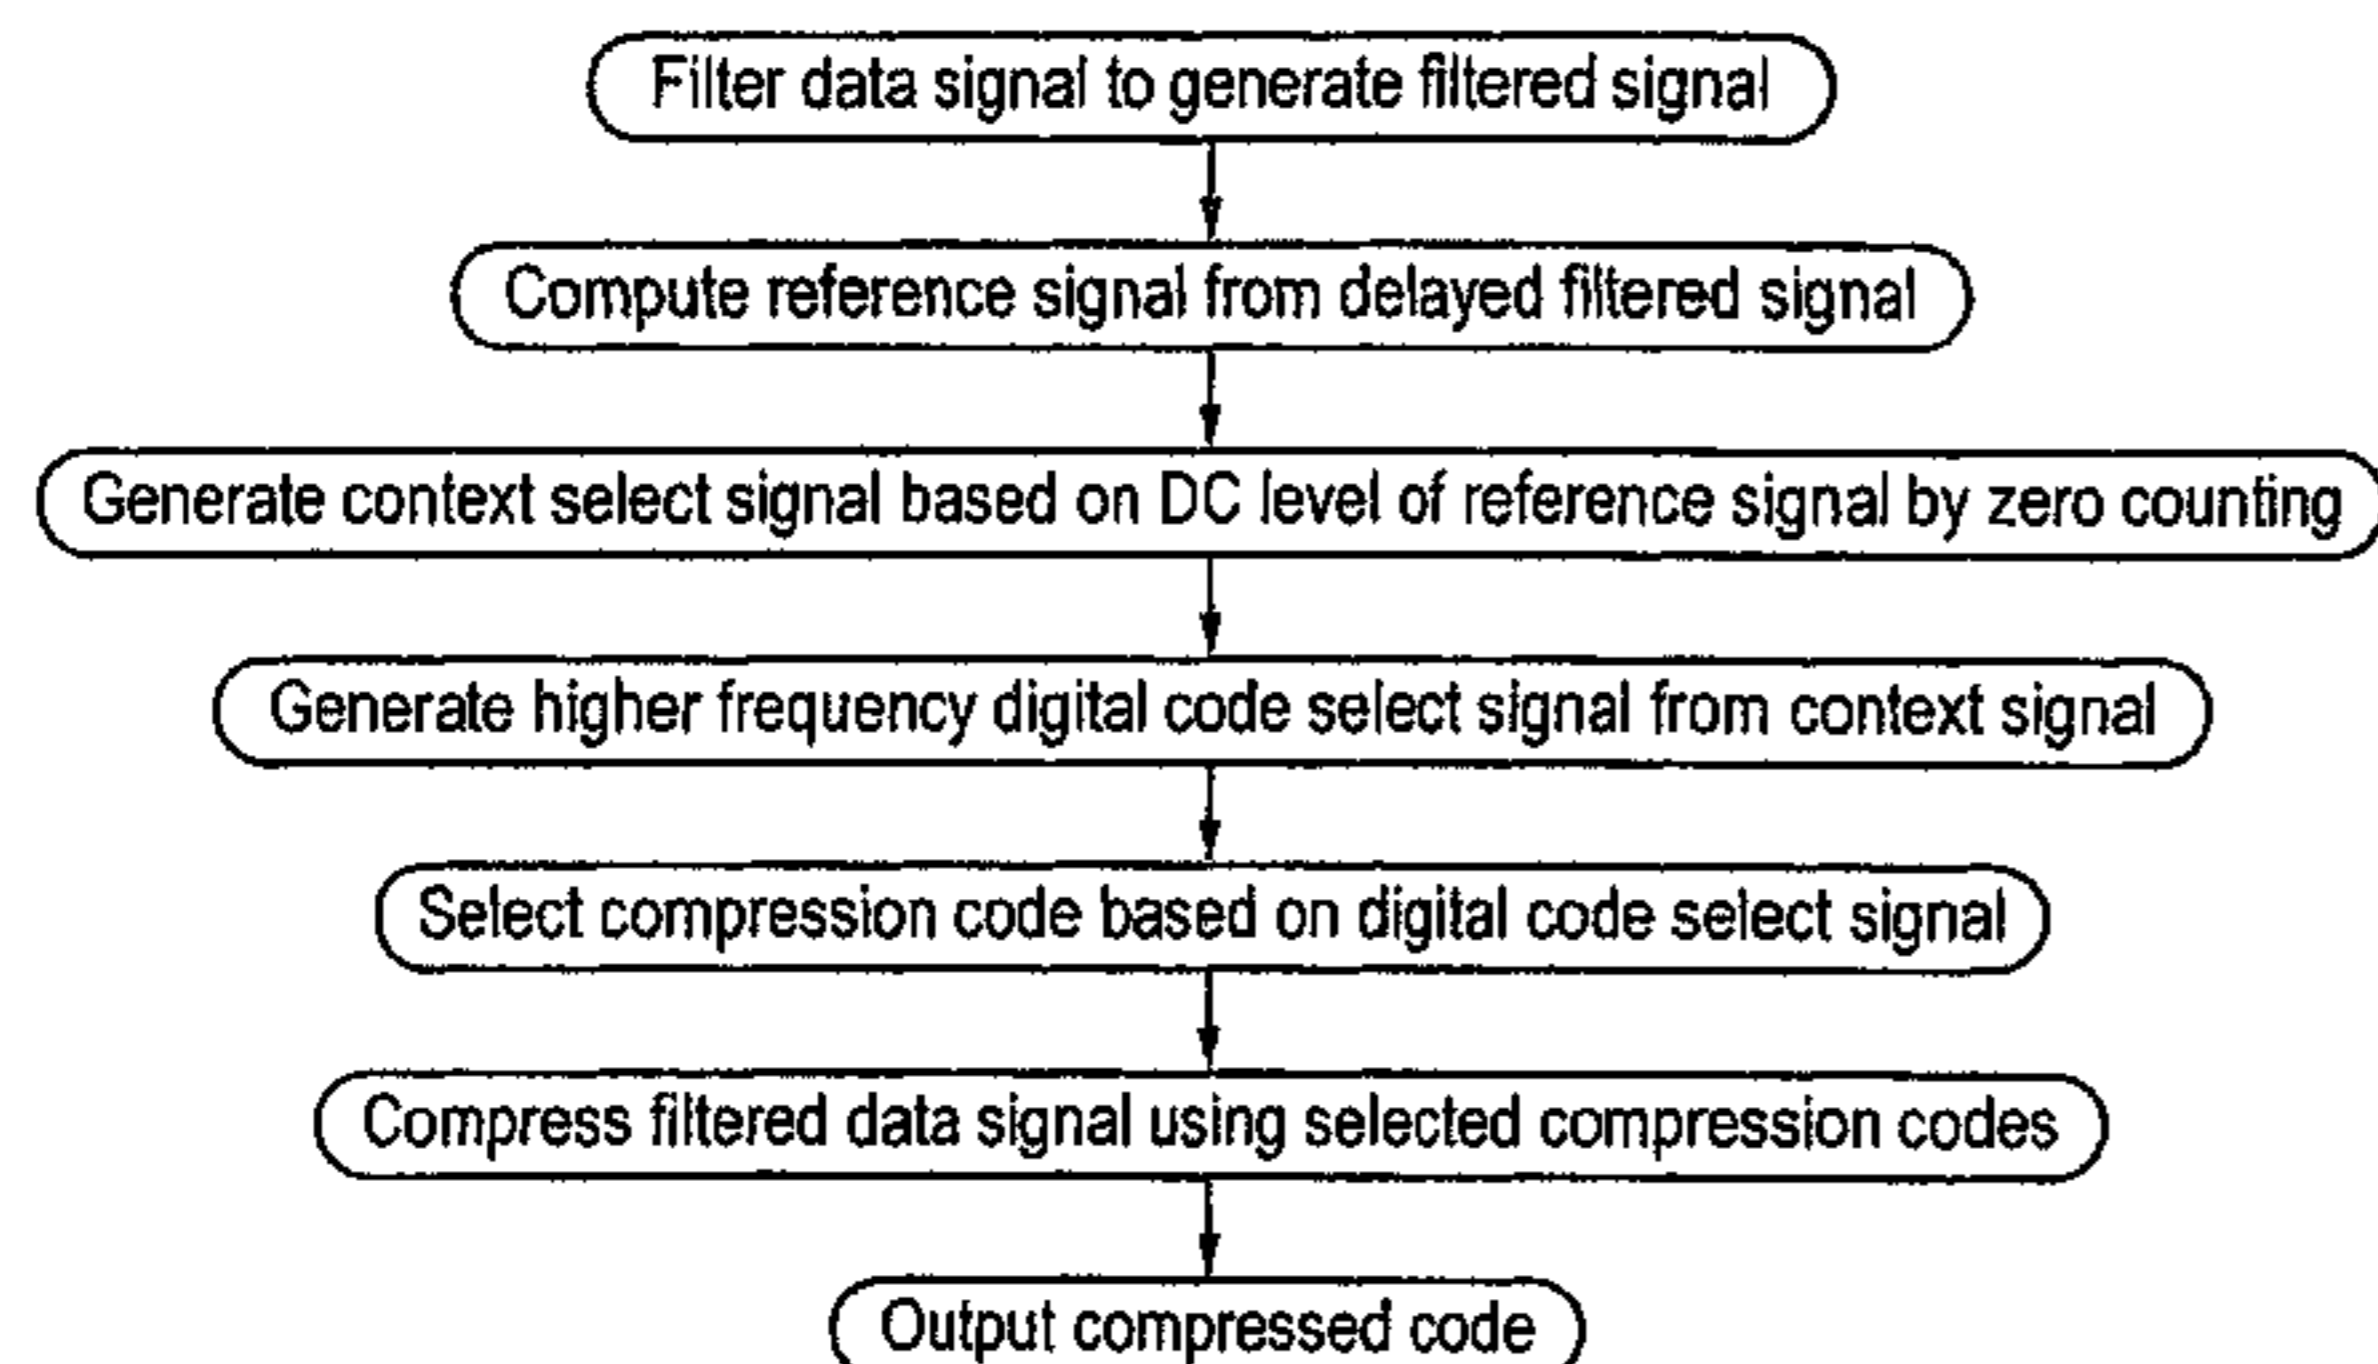 Filter data signal to generate filtered signal
Compute reference signal from delayed filtered signal
Generate context select signal based on DC level of reference signal by zero counting
Generate higher frequency digital code select signal from context signal
Select compression code based on digital code select signal
Compress filtered data signal using selected compression codes
Output compressed code